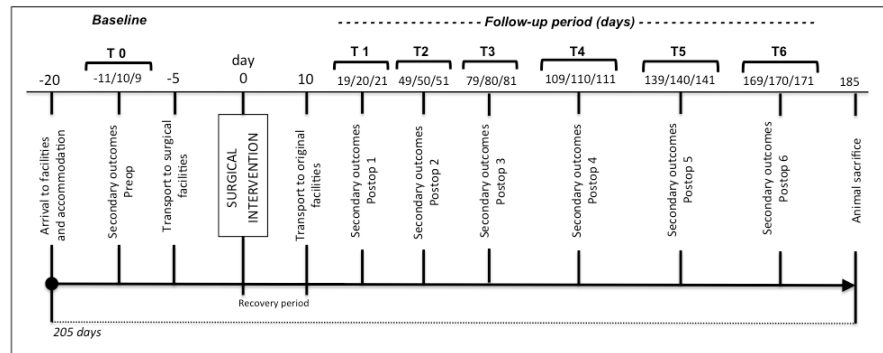 Baseline
Follow-up period (days)
T 0
day
T 1
T2
T3
T4
T5
T6
-20
-11/10/9
-5
0
10
19/20/21
49/50/51
79/80/81
109/110/111
139/140/141
169/170/171
185
Arrival to facilities
and accommodation
Secondary outcomes
Preop
Transport to surgical
facilities
SURGICAL
INTERVENTION
Transport to original
facilities
Secondary outcomes
Postop 1
Secondary outcomes
Postop 2
Secondary outcomes
Postop 3
Secondary outcomes
Postop 4
Secondary outcomes
Postop 5
Secondary outcomes
Postop 6
Animal sacrifice
Recovery period
205 days